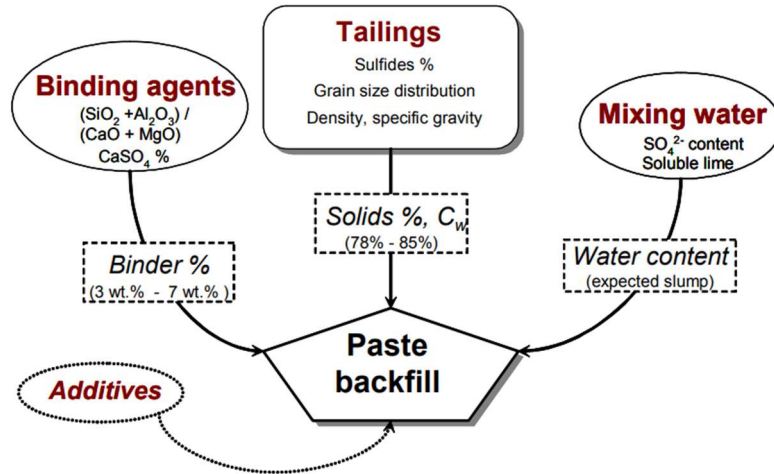 Tailings
Sulfides %
Grain size distribution
Density, specific gravity
Binding agents
(SiO₂ +Al₂O₃) /
(CaO + MgO)
CaSO₄ %
Mixing water
SO₄²⁻ content
Soluble lime
Solids %, C_w
(78% - 85%)
Binder %
(3 wt.% - 7 wt.% )
Water content
(expected slump)
Paste
backfill
Additives